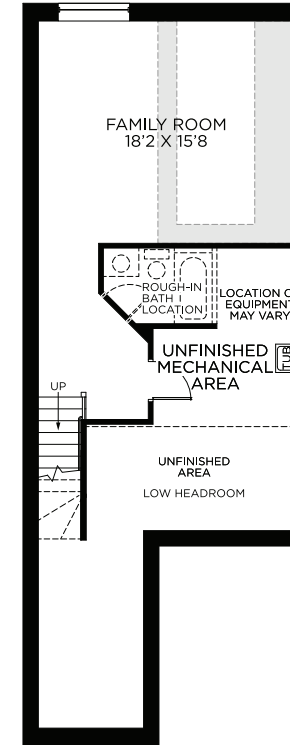 FAMILY ROOM
18'2 X 15'8
ROUGH-IN
BATH
LOCATION
LOCATION O
EQUIPMENT
MAY VARY
UNFINISHED
MECHANICAL
AREA
TUB
UP
UNFINISHED
AREA
LOW HEADROOM